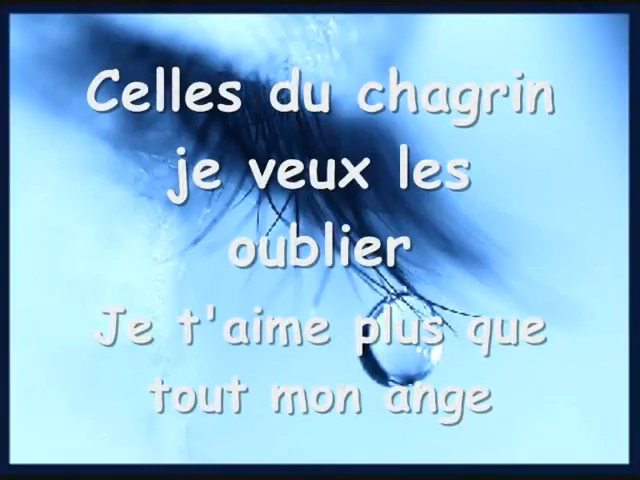 Celles du chagrin
je veux les
oublier
Je t'aime plus que
tout mon ange